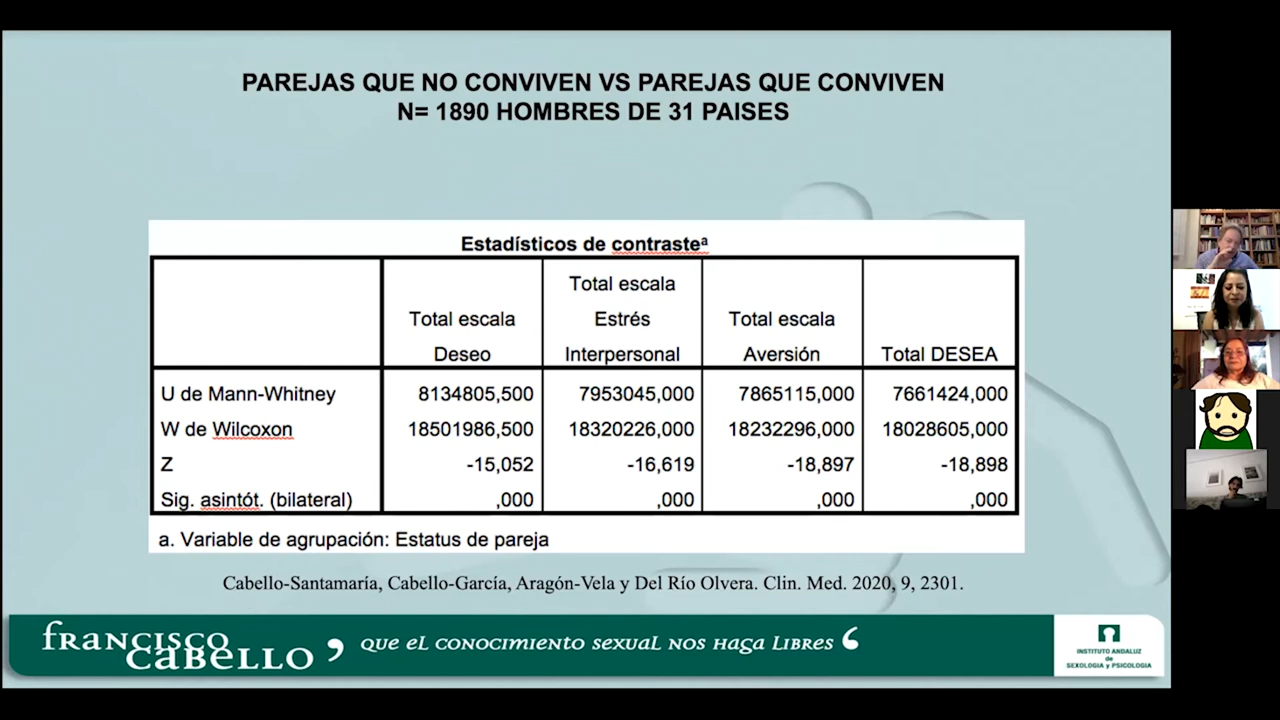 PAREJAS QUE NO CONVIVEN VS PAREJAS QUE CONVIVEN
N= 1890 HOMBRES DE 31 PAISES
Estadísticos de contrasteª
Total escala Deseo
Total escala Estrés Interpersonal
Total escala Aversión
Total DESEA
U de Mann-Whitney 8134805,500 7953045,000 7865115,000 7661424,000
W de Wilcoxon 18501986,500 18320226,000 18232296,000 18028605,000
Z -15,052 -16,619 -18,897 -18,898
Sig. asintót. (bilateral) ,000 ,000 ,000 ,000
a. Variable de agrupación: Estatus de pareja
Cabello-Santamaría, Cabello-García, Aragón-Vela y Del Río Olvera. Clin. Med. 2020, 9, 2301.
francisco
cabello
, que el conocimiento sexual nos haga libres ‘
INSTITUTO ANDALUZ
de
SEXOLOGIA y PSICOLOGIA